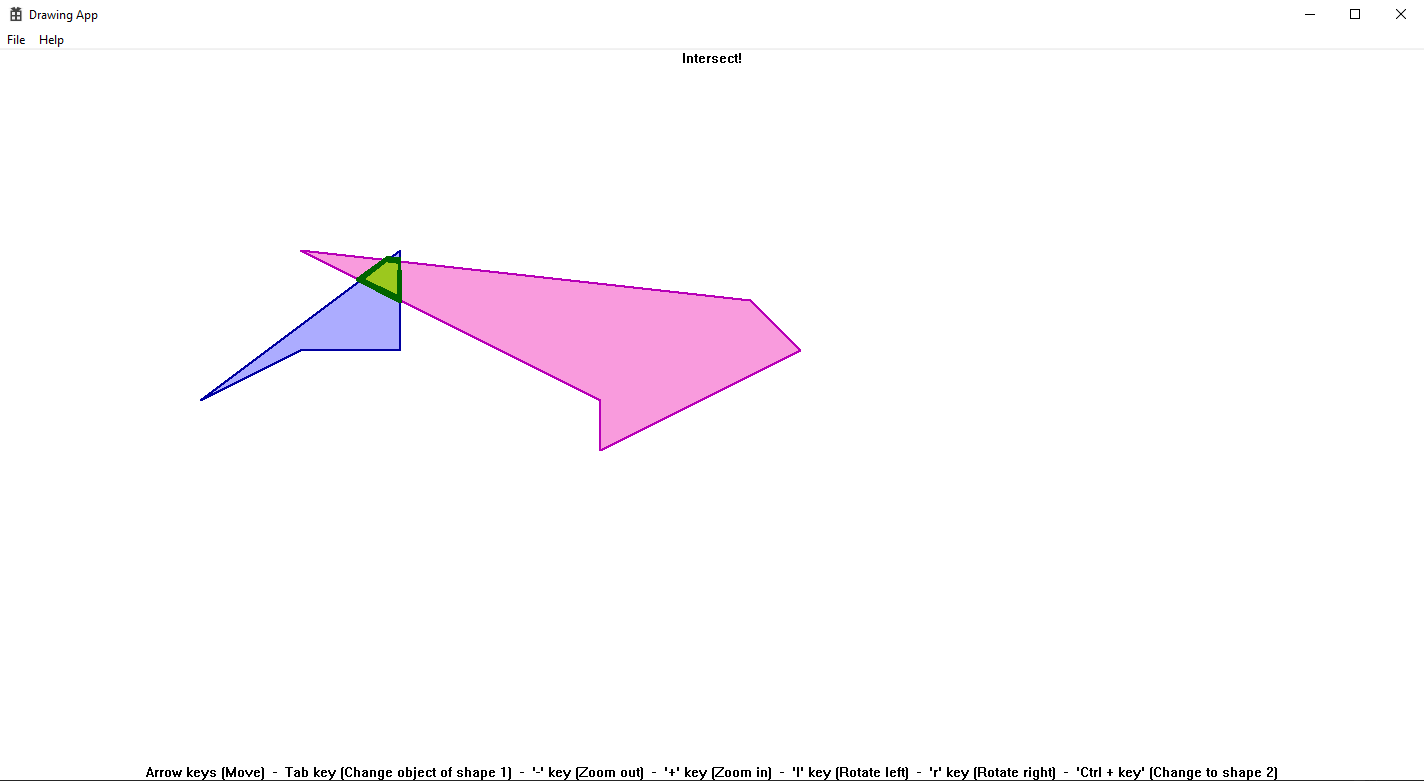 Drawing App
File Help
Intersect!
Arrow keys (Move) - Tab key (Change object of shape 1) - '-' key (Zoom out) - '+' key (Zoom in) - 'l' key (Rotate left) - 'r' key (Rotate right) - 'Ctrl + key' (Change to shape 2)